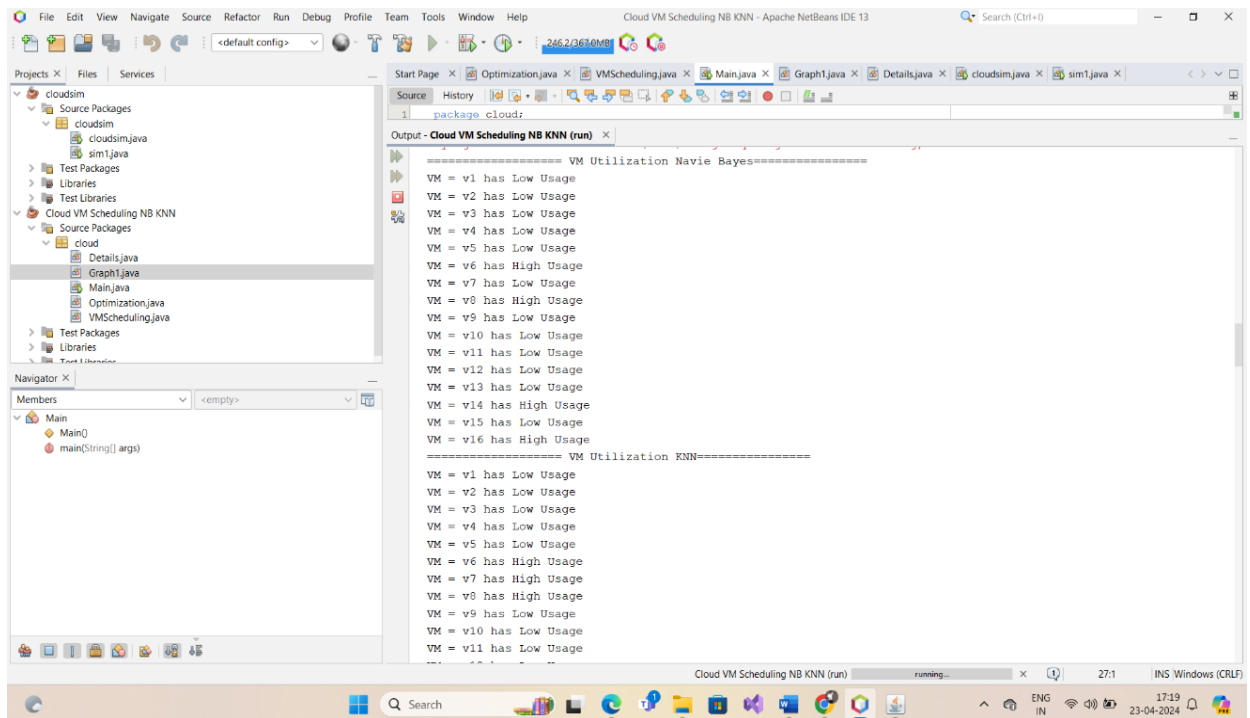 File Edit View Navigate Source Refactor Run Debug Profile Team Tools Window Help Cloud VM Scheduling NB KNN - Apache NetBeans IDE 13 Search (Ctrl+I)
<default config> 246.2/367.0MB
Projects Files Services
Start Page Optimization.java VMScheduling.java Main.java Graph1.java Details.java cloudsim.java sim1.java
cloudsim
Source Packages
cloudsim
cloudsim.java
sim1.java
Test Packages
Libraries
Test Libraries
Cloud VM Scheduling NB KNN
Source Packages
cloud
Details.java
Graph1.java
Main.java
Optimization.java
VMScheduling.java
Test Packages
Libraries
Test Libraries
Navigator
Members <empty>
Main
Main()
main(String[] args)
Source History
1 package cloud;
Output - Cloud VM Scheduling NB KNN (run)
=================== VM Utilization Navie Bayes================
VM = v1 has Low Usage
VM = v2 has Low Usage
VM = v3 has Low Usage
VM = v4 has Low Usage
VM = v5 has Low Usage
VM = v6 has High Usage
VM = v7 has Low Usage
VM = v8 has High Usage
VM = v9 has Low Usage
VM = v10 has Low Usage
VM = v11 has Low Usage
VM = v12 has Low Usage
VM = v13 has Low Usage
VM = v14 has High Usage
VM = v15 has Low Usage
VM = v16 has High Usage
=================== VM Utilization KNN================
VM = v1 has Low Usage
VM = v2 has Low Usage
VM = v3 has Low Usage
VM = v4 has Low Usage
VM = v5 has Low Usage
VM = v6 has High Usage
VM = v7 has High Usage
VM = v8 has High Usage
VM = v9 has Low Usage
VM = v10 has Low Usage
VM = v11 has Low Usage
Cloud VM Scheduling NB KNN (run) running... 27:1 INS Windows (CRLF)
Search
ENG
IN
17:19
23-04-2024